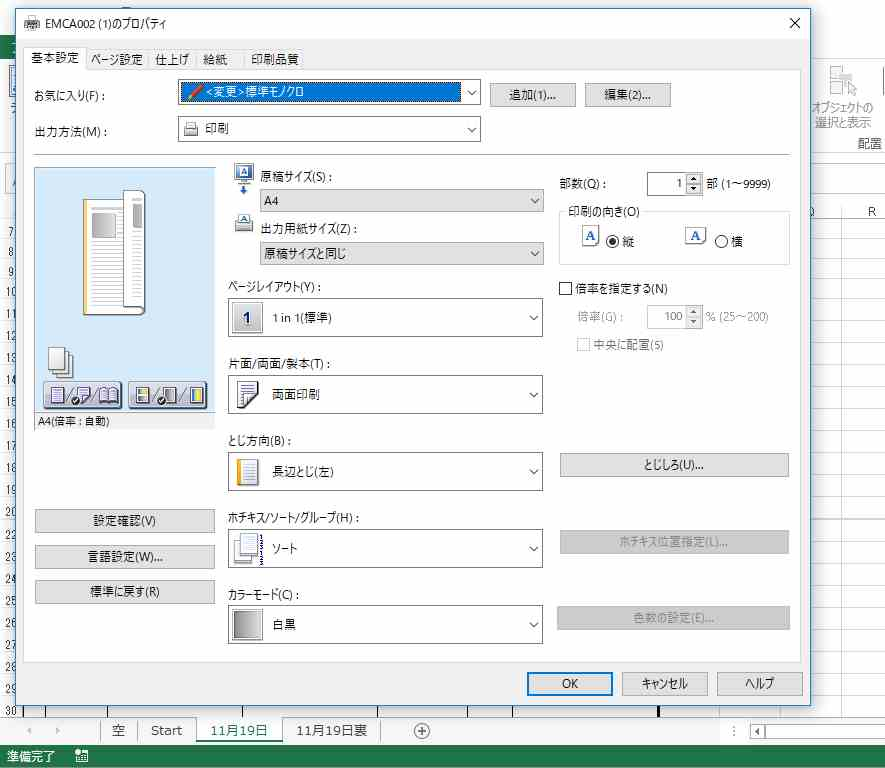 EMCA002 (1)のプロパティ
基本設定 ページ設定 仕上げ 給紙 印刷品質
お気に入り(F)：
<変更>標準モノクロ
追加(1)...
編集(2)...
出力方法(M)：
印刷
原稿サイズ(S)：
A4
出力用紙サイズ(Z)：
原稿サイズと同じ
部数(Q)：
1
部 (1～9999)
印刷の向き(O)
A 縦
A 横
ページレイアウト(Y)：
1 1 in 1(標準)
倍率を指定する(N)
倍率(G)：
100
% (25～200)
中央に配置(5)
片面/両面/製本(T)：
両面印刷
A4(倍率：自動)
とじ方向(B)：
長辺とじ(左)
とじしろ(U)...
設定確認(V)
言語設定(W)...
標準に戻す(R)
ホチキス/ソート/グループ(H)：
ソート
ホチキス位置指定(L)...
カラーモード(C)：
白黒
色数の設定(E)...
OK
キャンセル
ヘルプ
オブジェクトの
選択と表示
配置
R
7
8
9
10
11
12
13
14
15
16
17
18
19
20
22
23
24
25
26
27
28
29
30
空 Start 11月19日 11月19日裏
準備完了